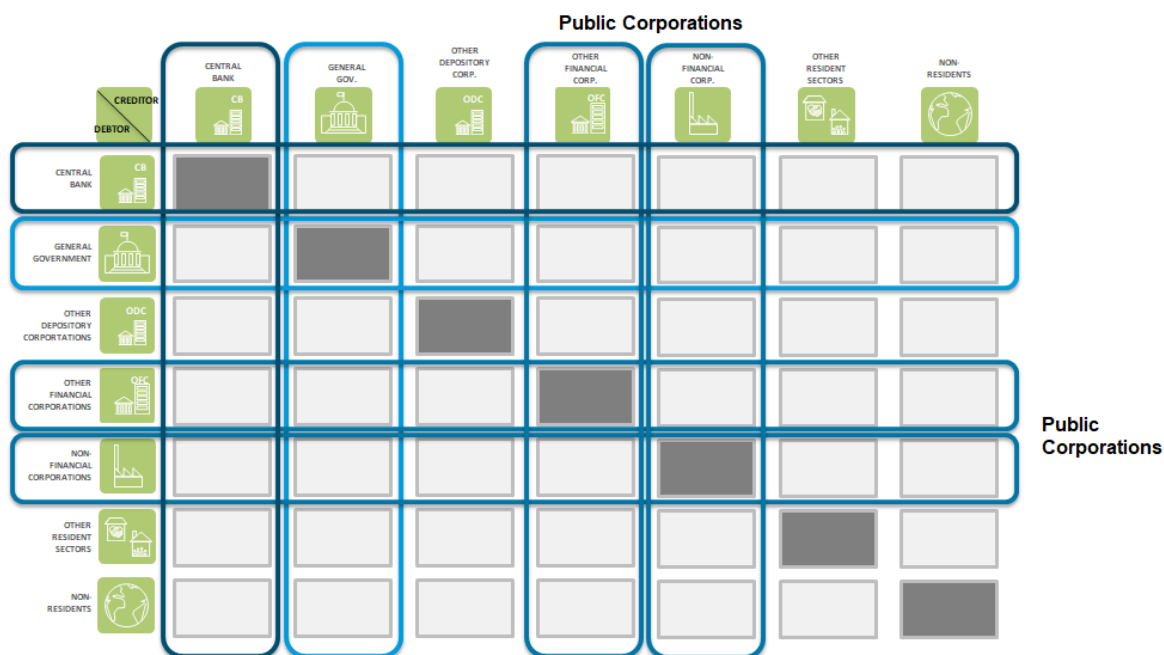 Public Corporations
CENTRAL
BANK
GENERAL
GOV.
OTHER
DEPOSITORY
CORP.
OTHER
FINANCIAL
CORP.
NON-
FINANCIAL
CORP.
OTHER
RESIDENT
SECTORS
NON-
RESIDENTS
CREDITOR
DEBTOR
CB
ODC
OFC
CENTRAL
BANK
CB
GENERAL
GOVERNMENT
OTHER
DEPOSITORY
CORPORTATIONS
ODC
OTHER
FINANCIAL
CORPORATIONS
OFC
NON-
FINANCIAL
CORPORATIONS
Public
Corporations
OTHER
RESIDENT
SECTORS
NON-
RESIDENTS